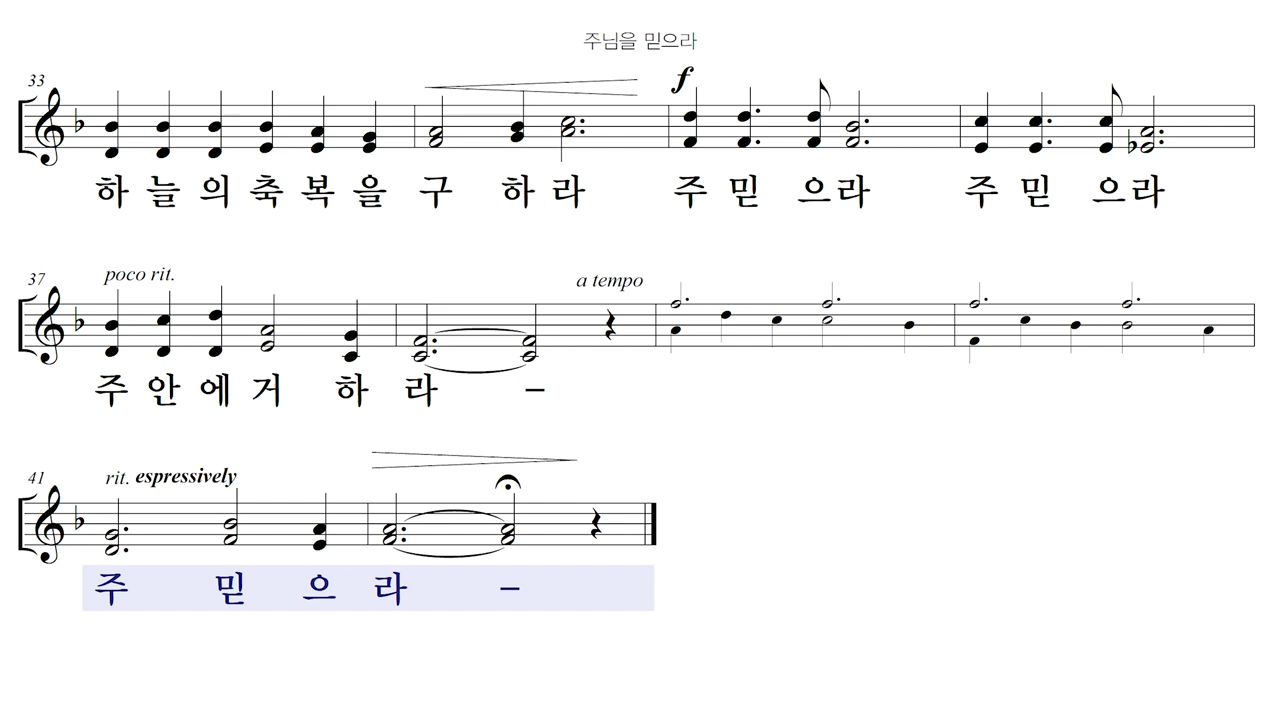 주님을 믿으라
33
f
하 늘 의 축 복 을 구 하 라 주 믿 으라 주 믿 으라
37 poco rit. a tempo
주 안 에 거 하 라 –
41 rit. espressively
주 믿 으 라 –